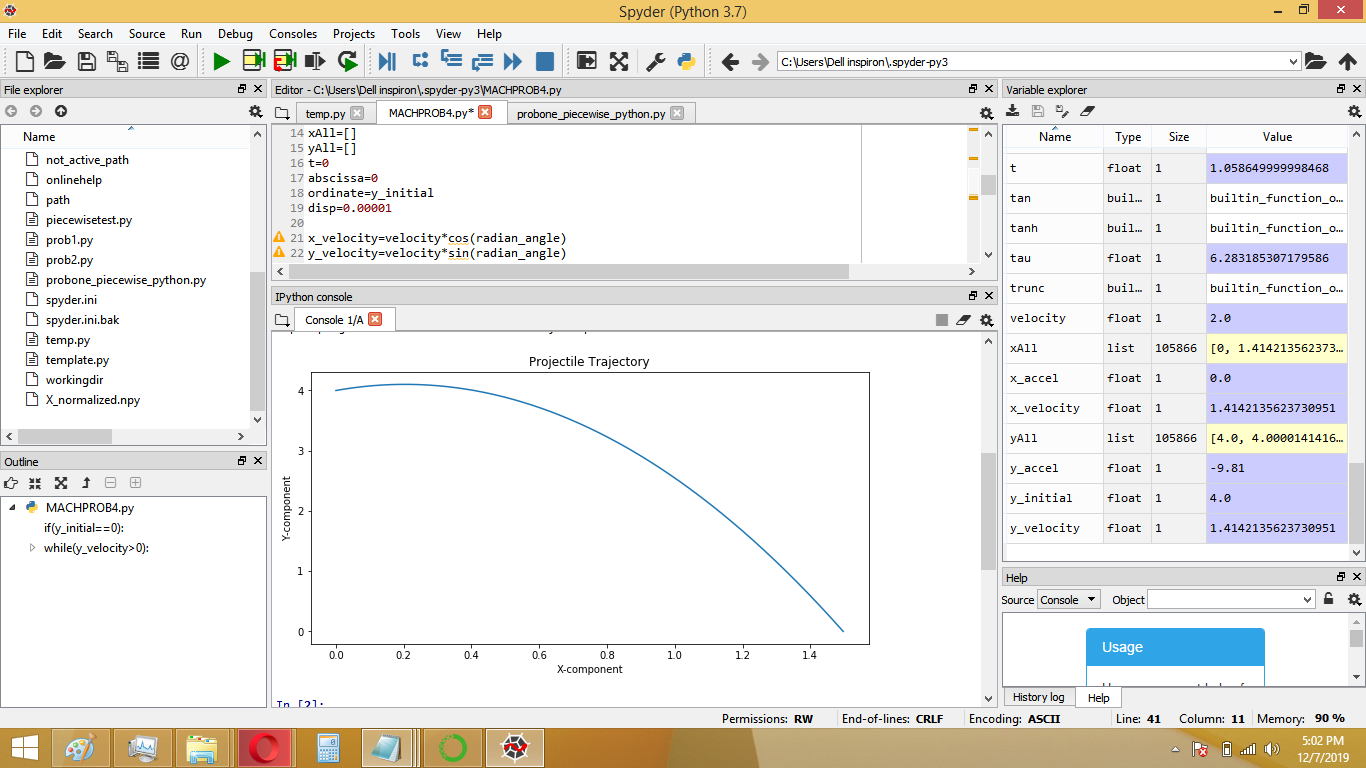 Spyder (Python 3.7)
File Edit Search Source Run Debug Consoles Projects Tools View Help
C:\Users\Dell inspiron\.spyder-py3
File explorer
Name
not_active_path
onlinehelp
path
piecewisetest.py
prob1.py
prob2.py
probone_piecewise_python.py
spyder.ini
spyder.ini.bak
temp.py
template.py
workingdir
X_normalized.npy
Outline
MACHPROB4.py
if(y_initial==0):
while(y_velocity>0):
Editor - C:\Users\Dell inspiron\.spyder-py3\MACHPROB4.py
temp.py MACHPROB4.py* probone_piecewise_python.py
14 xAll=[]
15 yAll=[]
16 t=0
17 abscissa=0
18 ordinate=y_initial
19 disp=0.00001
20
21 x_velocity=velocity*cos(radian_angle)
22 y_velocity=velocity*sin(radian_angle)
IPython console
Console 1/A
Projectile Trajectory
4
3
2
1
0
Y-component
0.0 0.2 0.4 0.6 0.8 1.0 1.2 1.4
X-component
In [2]:
Variable explorer
Name Type Size Value
t float 1 1.058649999998468
tan buil... 1 builtin_function_o...
tanh buil... 1 builtin_function_o...
tau float 1 6.283185307179586
trunc buil... 1 builtin_function_o...
velocity float 1 2.0
xAll list 105866 [0, 1.414213562373...
x_accel float 1 0.0
x_velocity float 1 1.4142135623730951
yAll list 105866 [4.0, 4.0000141416...
y_accel float 1 -9.81
y_initial float 1 4.0
y_velocity float 1 1.4142135623730951
Help
Source Console Object
Usage
History log Help
Permissions: RW End-of-lines: CRLF Encoding: ASCII Line: 41 Column: 11 Memory: 90 %
5:02 PM
12/7/2019